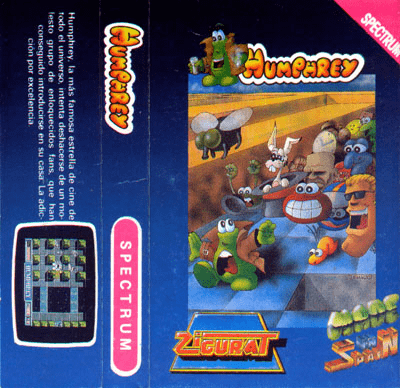 Humphrey, la más famosa estrella de cine de
todo el universo, intenta deshacerse de un mo-
lesto grupo de enloquecidos fans, que han
conseguido introducirse en su casa. La adic-
ción por excelencia.
HUMPHREY
SPECTRUM
HUMPHREY
SPECTRUM
ZIGURAT
MADE
IN
SPAIN